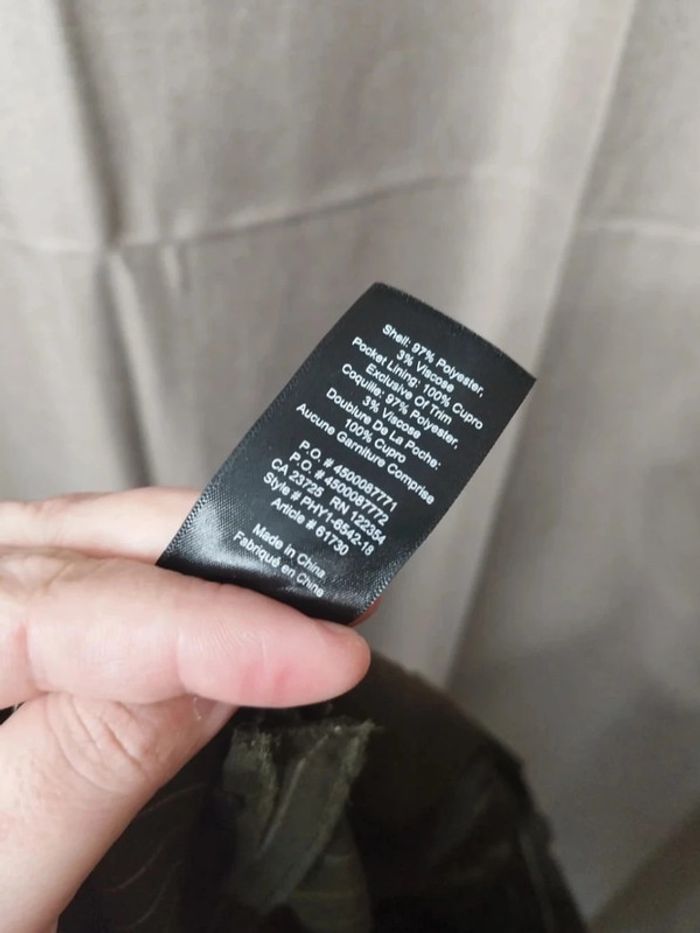 Shell: 97% Polyester,
3% Viscose
Pocket Lining: 100% Cupro
Exclusive Of Trim
Coquille: 97% Polyester,
3% Viscose
Doublure De La Poche:
100% Cupro
Aucune Garniture Comprise
P.O. # 4500087771
P.O. # 4500087772
CA 23725 RN 122354
Style # PHY1-6542-18
Article # 61730
Made in China
Fabriqué en Chine